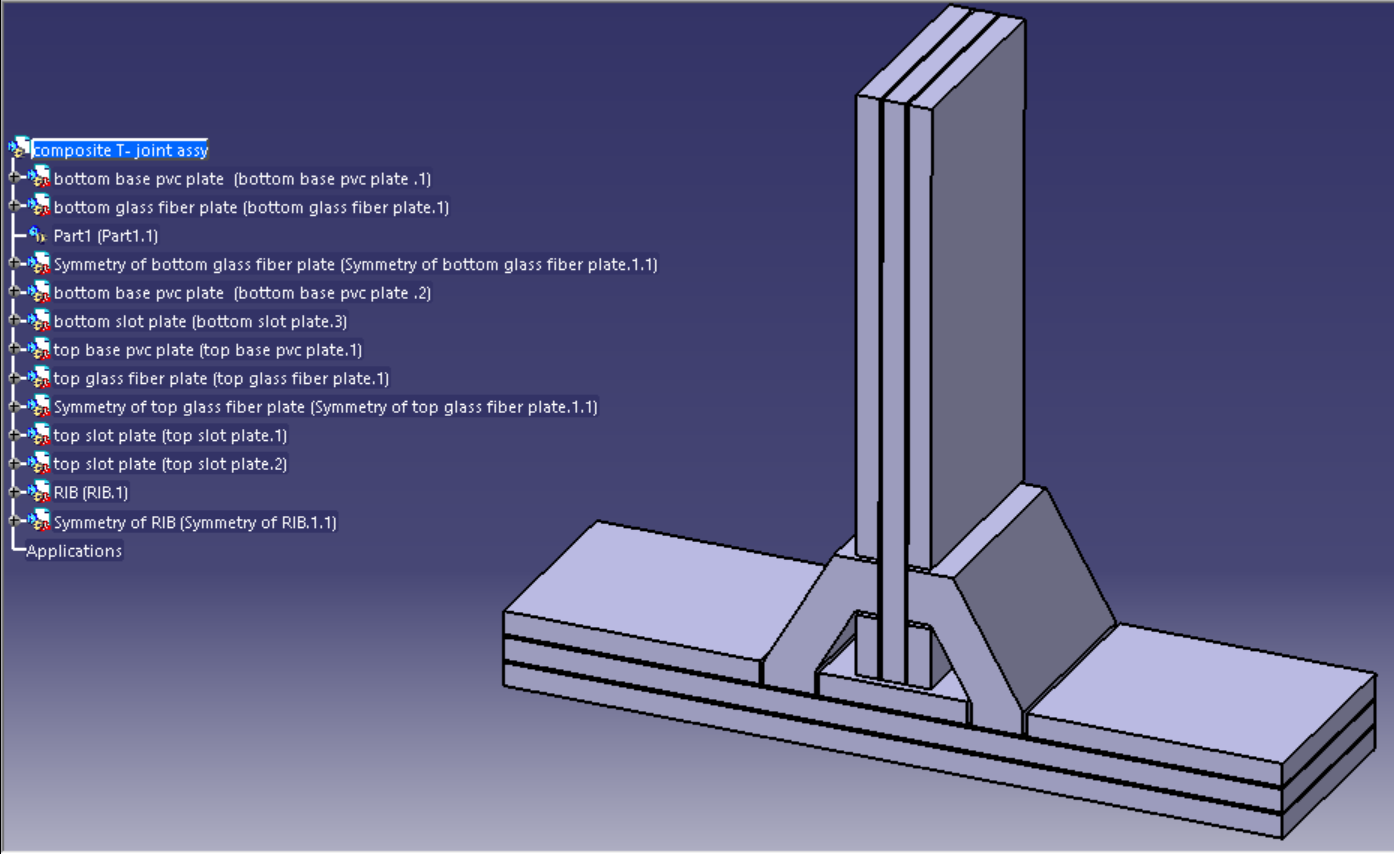 composite T- joint assy
bottom base pvc plate  (bottom base pvc plate .1)
bottom glass fiber plate (bottom glass fiber plate.1)
Part1 (Part1.1)
Symmetry of bottom glass fiber plate (Symmetry of bottom glass fiber plate.1.1)
bottom base pvc plate  (bottom base pvc plate .2)
bottom slot plate (bottom slot plate.3)
top base pvc plate (top base pvc plate.1)
top glass fiber plate (top glass fiber plate.1)
Symmetry of top glass fiber plate (Symmetry of top glass fiber plate.1.1)
top slot plate (top slot plate.1)
top slot plate (top slot plate.2)
RIB (RIB.1)
Symmetry of RIB (Symmetry of RIB.1.1)
Applications